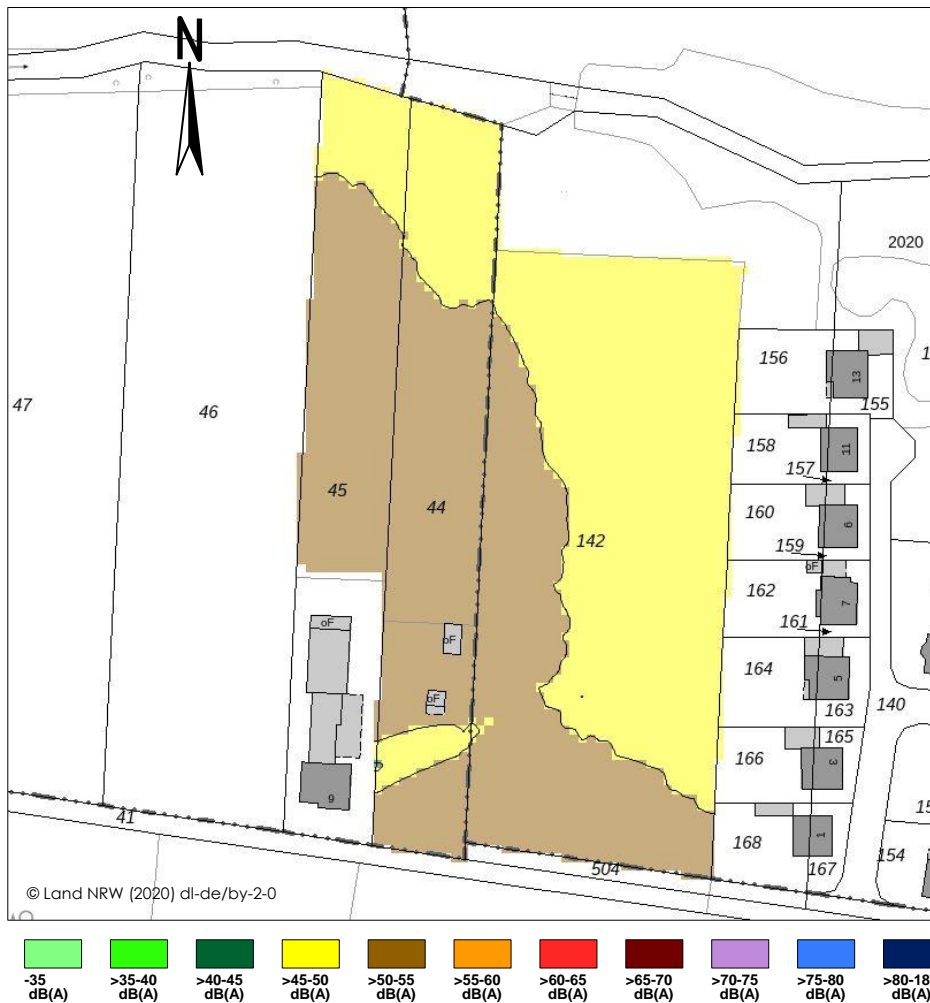 N
2020
156
13
155
47
46
158
11
157
45
44
160
9
142
159
oF
162
7
161
oF
oF
164
5
163
140
oF
166
165
3
9
168
1
167
154
41
504
© Land NRW (2020) dl-de/by-2-0
-35 dB(A)
>35-40 dB(A)
>40-45 dB(A)
>45-50 dB(A)
>50-55 dB(A)
>55-60 dB(A)
>60-65 dB(A)
>65-70 dB(A)
>70-75 dB(A)
>75-80 dB(A)
>80-18 dB(A)